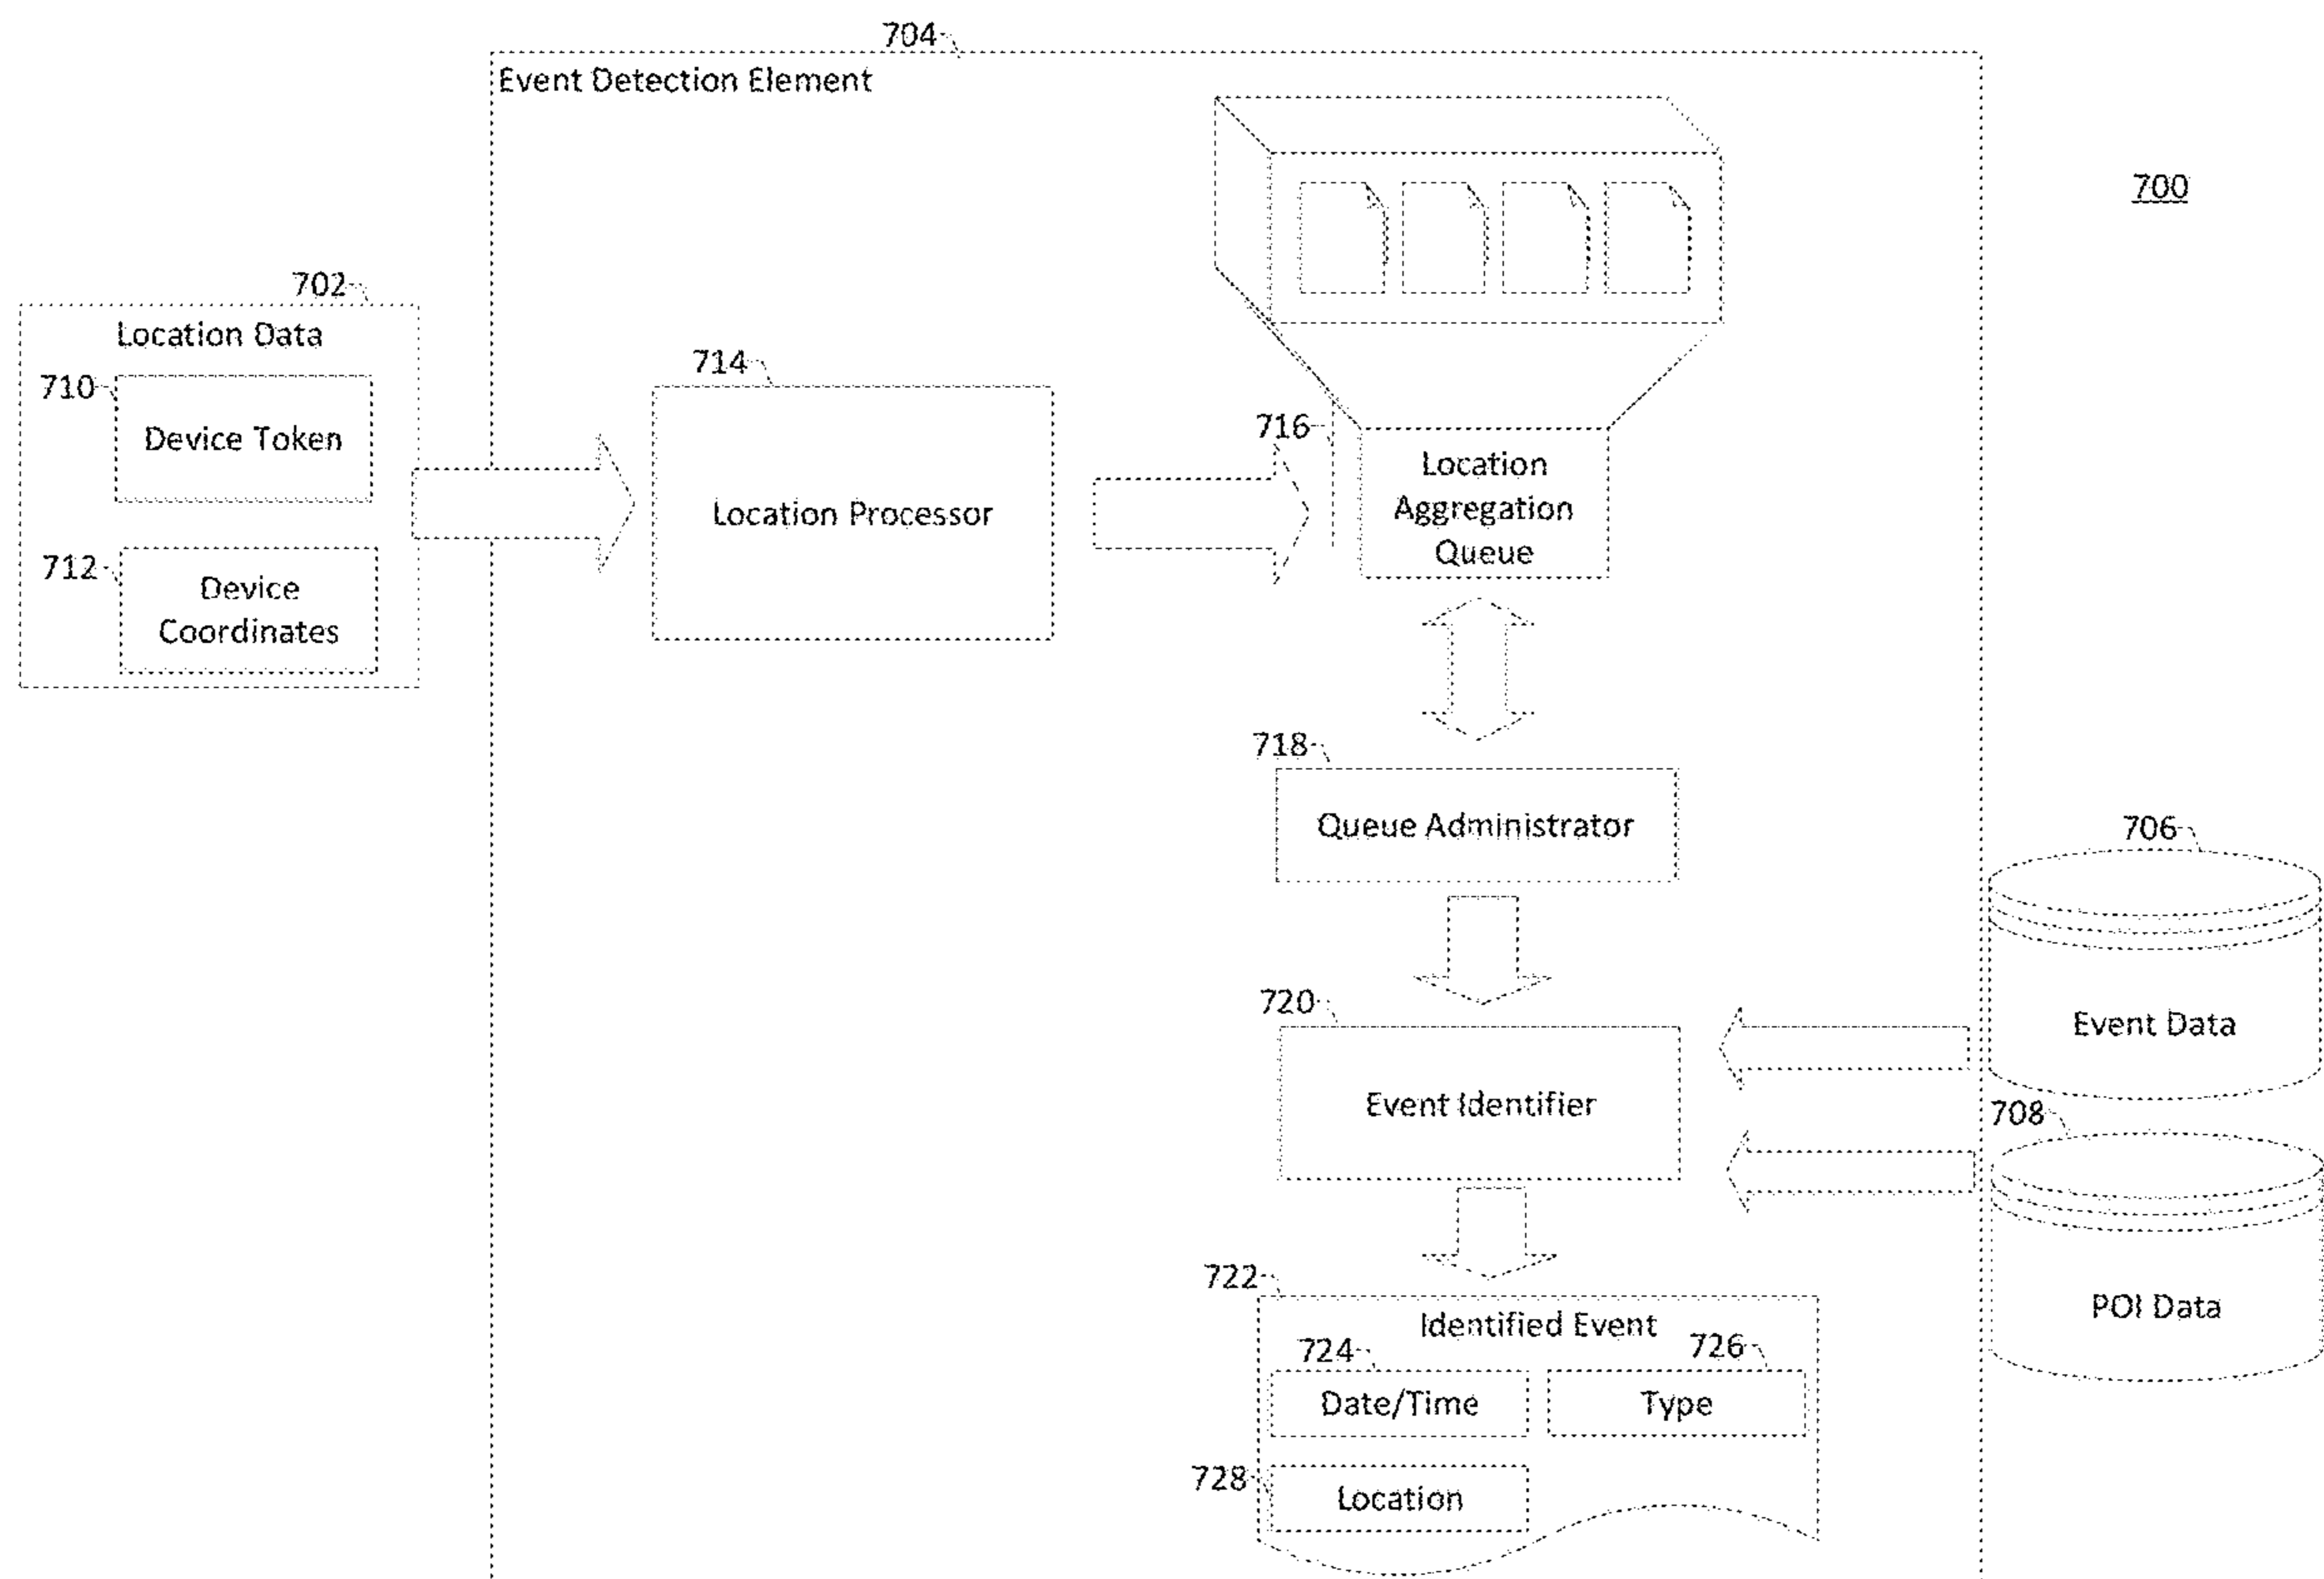 704
Event Detection Element
700
702
Location Data
710
Device Token
712
Device
Coordinates
714
Location Processor
716
Location
Aggregation
Queue
718
Queue Administrator
706
Event Data
720
Event Identifier
708
POI Data
722
Identified Event
724
Date/Time
726
Type
728
Location